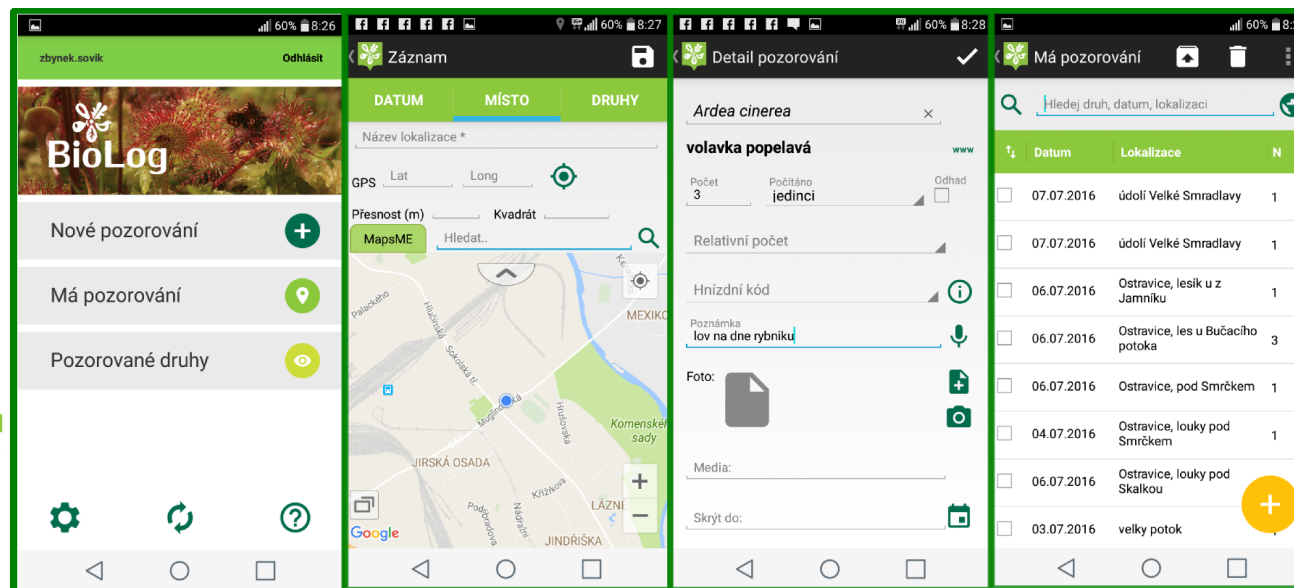 60% 8:26
zbynek.sovik Odhlásit
BioLog
Nové pozorování
Má pozorování
Pozorované druhy
60% 8:27
Záznam
DATUM MÍSTO DRUHY
Název lokalizace *
GPS Lat Long
Přesnost (m) Kvadrát
MapsME Hledat..
Palackého
Hlučínská
Sokolská tř.
MEXIKO
Muglinovská
Hrušovská
Komenské
sady
JIRSKÁ OSADA
Křižíkova
Poděbradova
Nádražní
LÁZNĚ
Google
JINDŘIŠKA
60% 8:28
Detail pozorování
Ardea cinerea
volavka popelavá www
Počet Počítáno Odhad
3 jedinci
Relativní počet
Hnízdní kód
Poznámka
lov na dne rybniku
Foto:
Media:
Skrýt do:
60% 8:2
Má pozorování
Hledej druh, datum, lokalizaci
Datum Lokalizace N
07.07.2016 údolí Velké Smradlavy 1
07.07.2016 údolí Velké Smradlavy 1
06.07.2016 Ostravice, lesík u z Jamníku 1
06.07.2016 Ostravice, les u Bučacího potoka 3
06.07.2016 Ostravice, pod Smrčkem 1
04.07.2016 Ostravice, louky pod Smrčkem 1
06.07.2016 Ostravice, louky pod Skalkou
03.07.2016 velky potok